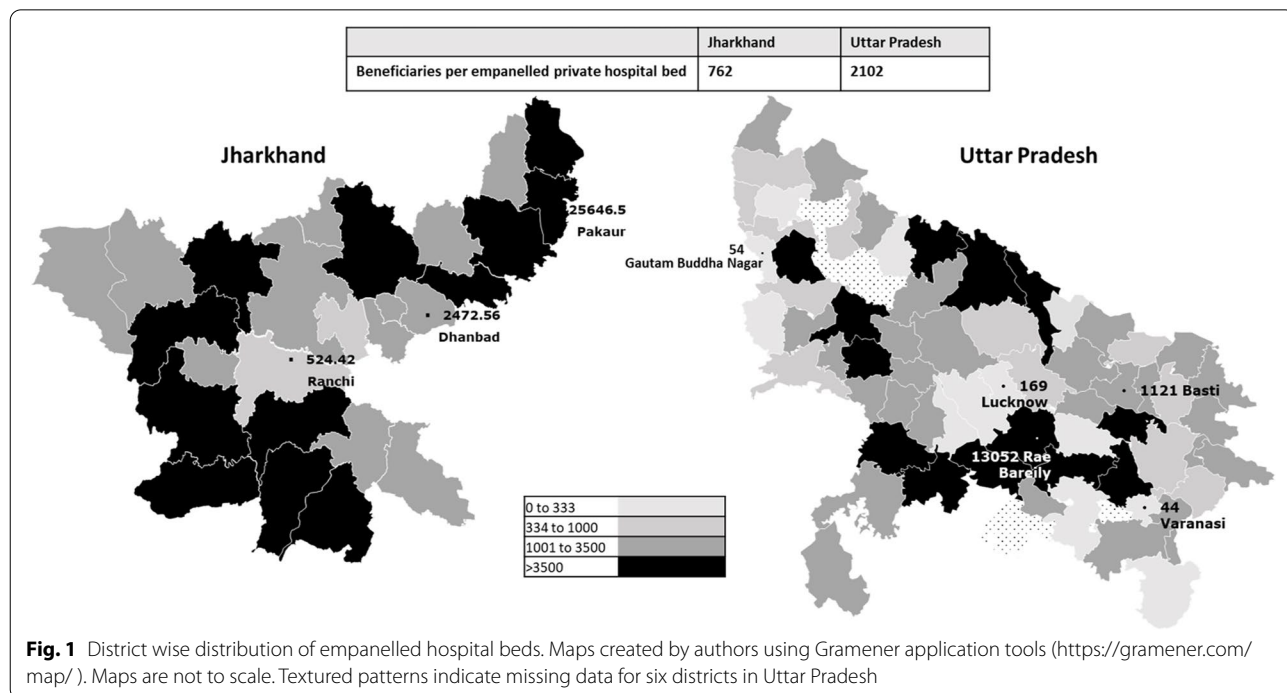 Jharkhand Uttar Pradesh
Beneficiaries per empanelled private hospital bed 762 2102
Jharkhand
Uttar Pradesh
25646.5
Pakaur
2472.56
Dhanbad
524.42
Ranchi
54
Gautam Buddha Nagar
169
Lucknow
1121 Basti
13052 Rae
Bareily
44
Varanasi
0 to 333
334 to 1000
1001 to 3500
>3500
Fig. 1 District wise distribution of empanelled hospital beds. Maps created by authors using Gramener application tools (https://gramener.com/
map/ ). Maps are not to scale. Textured patterns indicate missing data for six districts in Uttar Pradesh